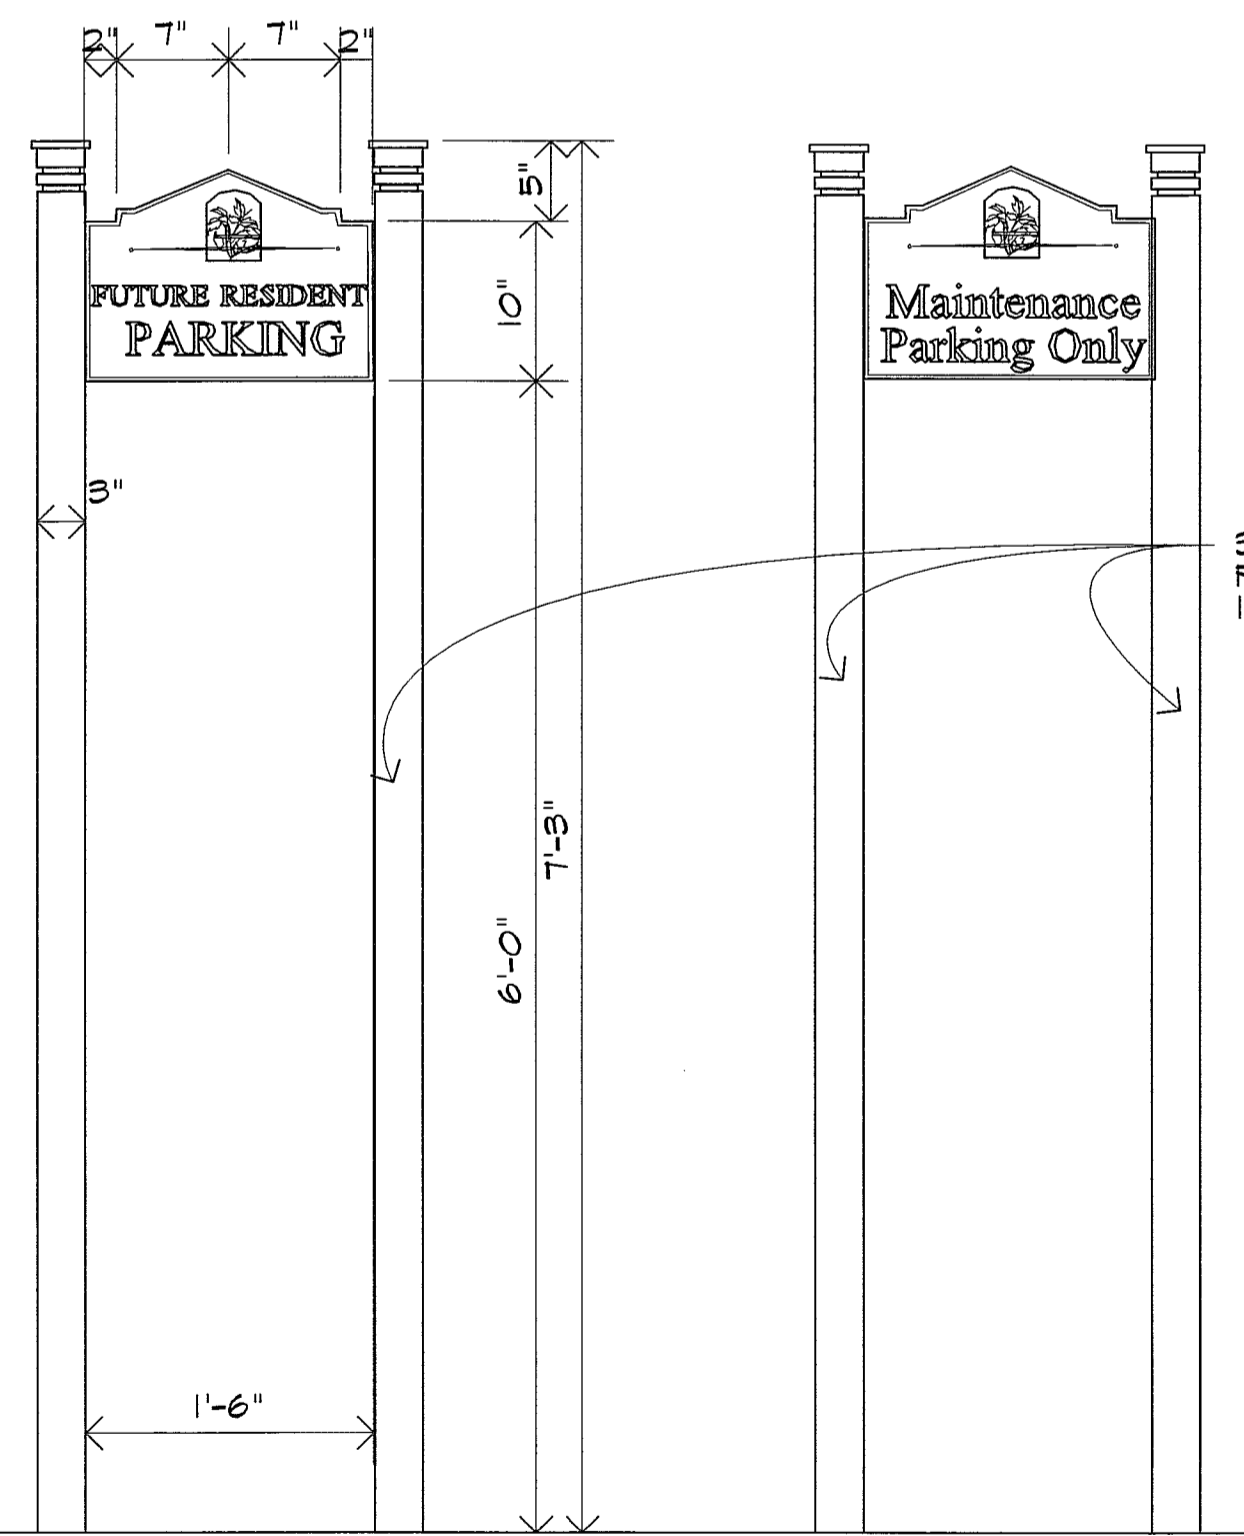 2" 7" 7" 2"
5"
10"
FUTURE RESIDENT
PARKING
Maintenance
Parking Only
3"
7'-3"
6'-0"
1'-6"